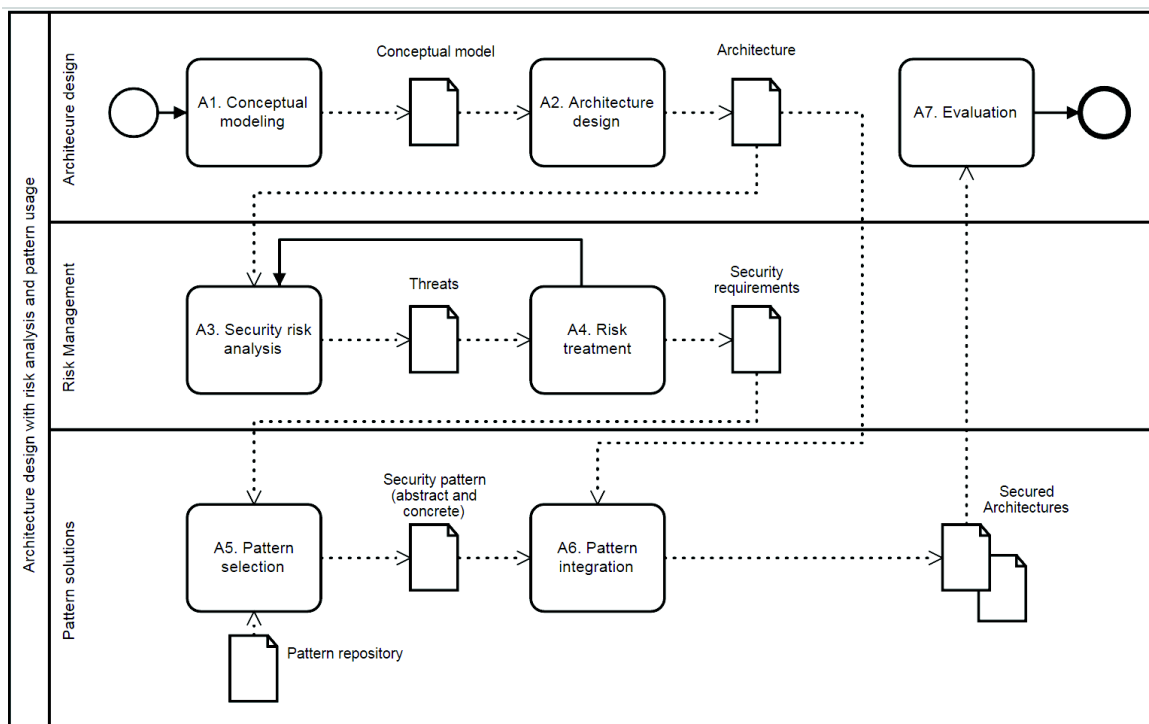 Architecture design with risk analysis and pattern usage
Architecure design
A1. Conceptual
modeling
Conceptual model
A2. Architecture
design
Architecture
A7. Evaluation
Risk Management
A3. Security risk
analysis
Threats
A4. Risk
treatment
Security
requirements
Pattern solutions
A5. Pattern
selection
Security pattern
(abstract and
concrete)
A6. Pattern
integration
Secured
Architectures
Pattern repository